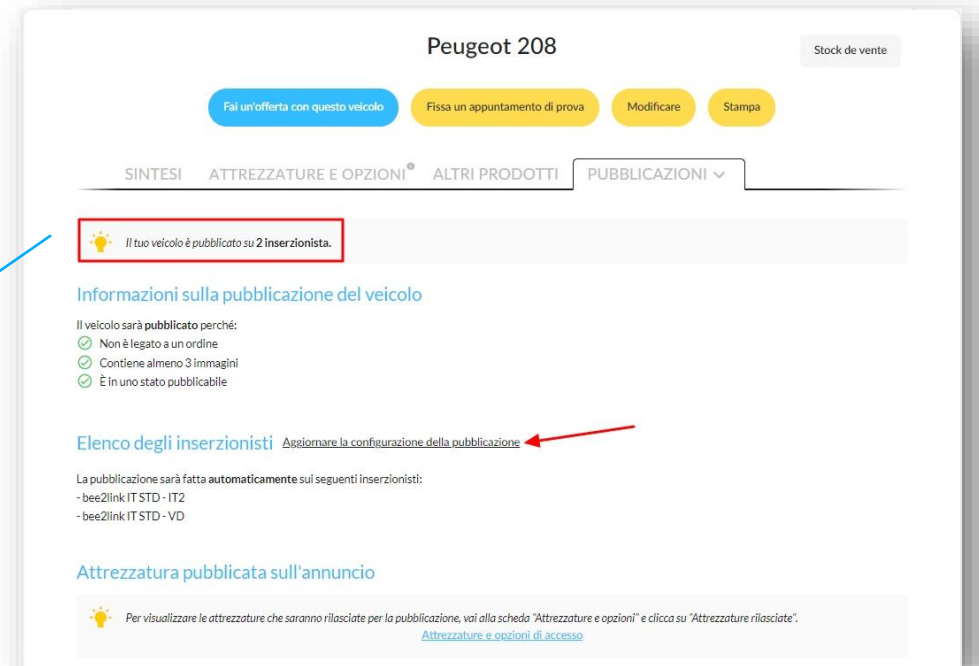 Peugeot 208
Stock de vente
Fai un'offerta con questo veicolo
Fissa un appuntamento di prova
Modificare
Stampa
SINTESI
ATTREZZATURE E OPZIONI
ALTRI PRODOTTI
PUBBLICAZIONI
Il tuo veicolo è pubblicato su 2 inserzionista.
Informazioni sulla pubblicazione del veicolo
Il veicolo sarà pubblicato perché:
Non è legato a un ordine
Contiene almeno 3 immagini
È in uno stato pubblicabile
Elenco degli inserzionisti Aggiornare la configurazione della pubblicazione
La pubblicazione sarà fatta automaticamente sui seguenti inserzionisti:
- bee2link IT STD - IT2
- bee2link IT STD - VD
Attrezzatura pubblicata sull'annuncio
Per visualizzare le attrezzature che saranno rilasciate per la pubblicazione, vai alla scheda "Attrezzature e opzioni" e clicca su "Attrezzature rilasciate".
Attrezzature e opzioni di accesso